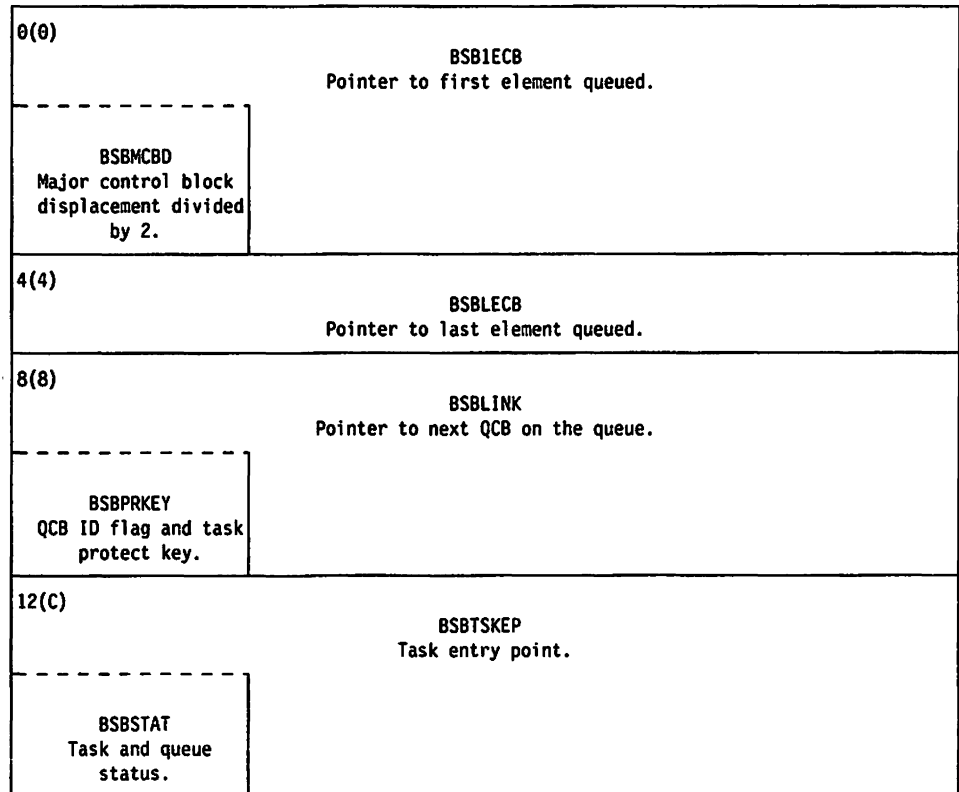 0(0)
BSB1ECB
Pointer to first element queued.
BSBMCBD
Major control block
displacement divided
by 2.
4(4)
BSBLECB
Pointer to last element queued.
8(8)
BSBLINK
Pointer to next QCB on the queue.
BSBPRKEY
QCB ID flag and task
protect key.
12(C)
BSBTSKEP
Task entry point.
BSBSTAT
Task and queue
status.